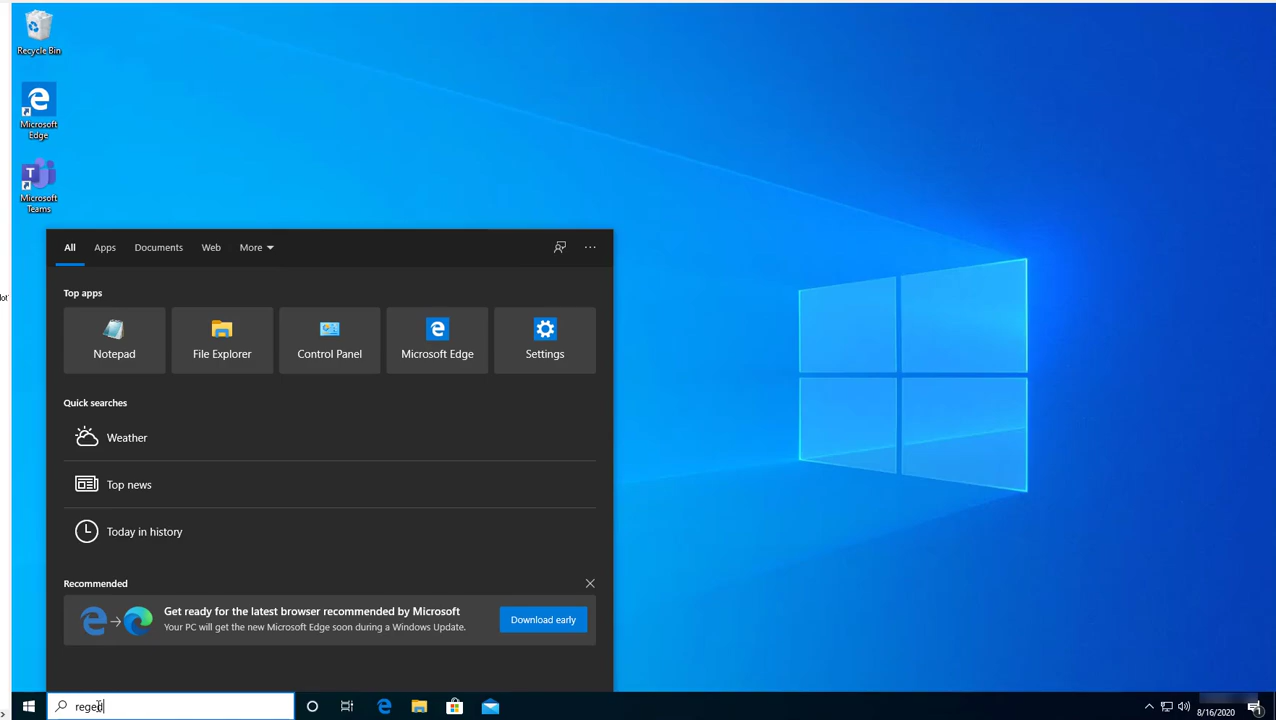 Recycle Bin
Microsoft
Edge
Microsoft
Teams
All Apps Documents Web More
Top apps
Notepad File Explorer Control Panel Microsoft Edge Settings
Quick searches
Weather
Top news
Today in history
Recommended
Get ready for the latest browser recommended by Microsoft
Your PC will get the new Microsoft Edge soon during a Windows Update.
Download early
8/16/2020
1